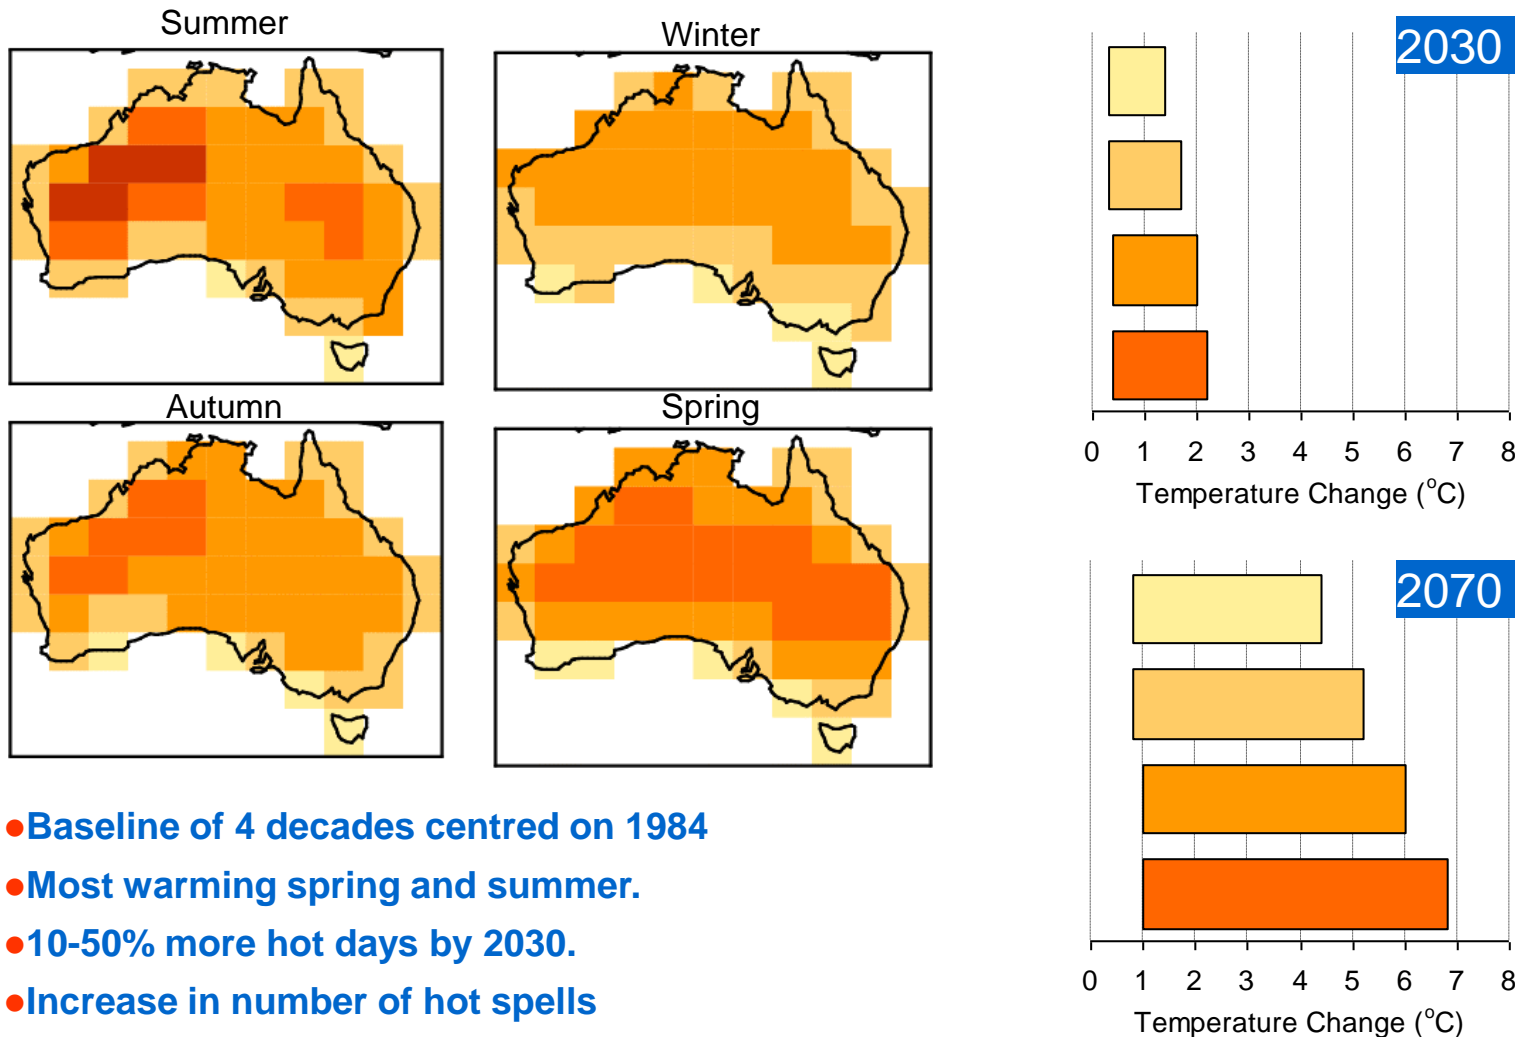 Summer
Winter
Autumn
Spring
●Baseline of 4 decades centred on 1984
●Most warming spring and summer.
●10-50% more hot days by 2030.
●Increase in number of hot spells
2030
0 1 2 3 4 5 6 7 8
Temperature Change (°C)
2070
0 1 2 3 4 5 6 7 8
Temperature Change (°C)